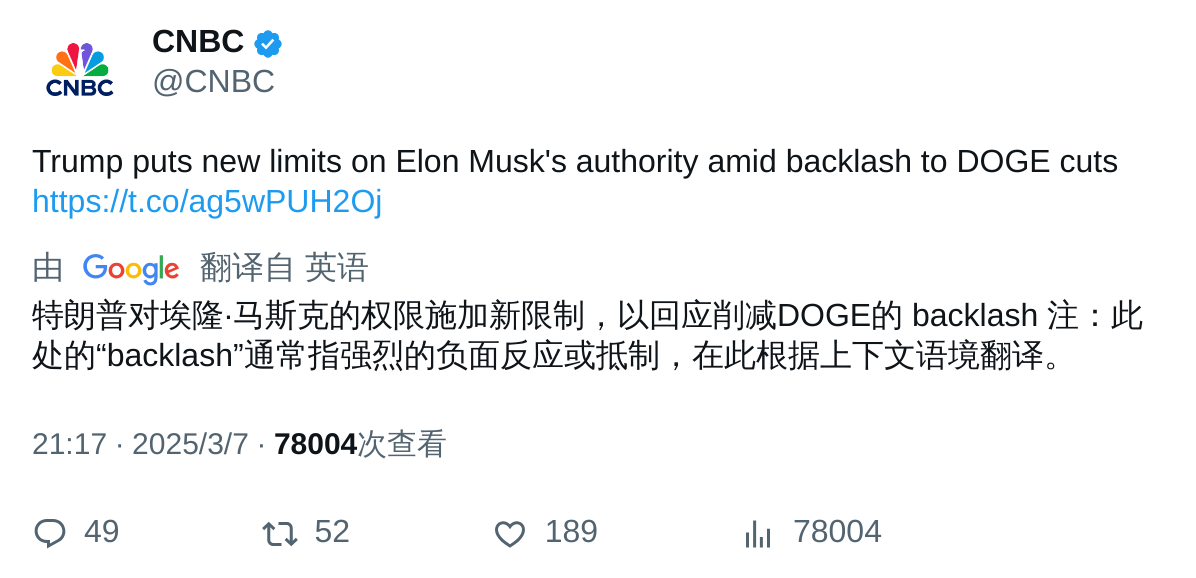 CNBC
CNBC
@CNBC
Trump puts new limits on Elon Musk's authority amid backlash to DOGE cuts
https://t.co/ag5wPUH2Oj
由 Google 翻译自 英语
特朗普对埃隆·马斯克的权限施加新限制，以回应削减DOGE的 backlash 注：此
处的“backlash”通常指强烈的负面反应或抵制，在此根据上下文语境翻译。
21:17 · 2025/3/7 · 78004次查看
49 52 189 78004